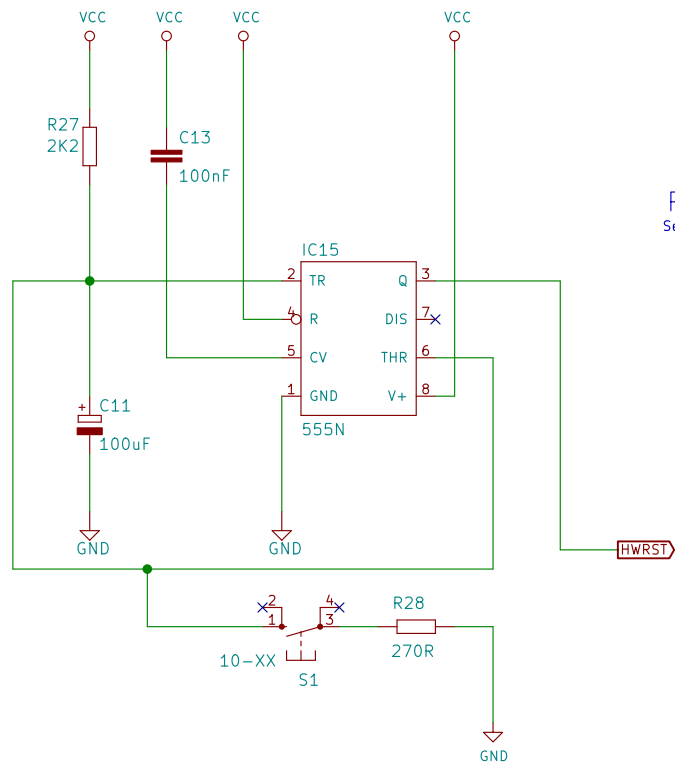 VCC VCC VCC VCC
R27
2K2
C13
100nF
IC15
2 TR Q 3
4 R DIS 7
5 CV THR 6
1 GND V+ 8
555N
C11
+
100uF
GND GND
HWRST
2 4
1 3
R28
10-XX
270R
S1
GND
Se